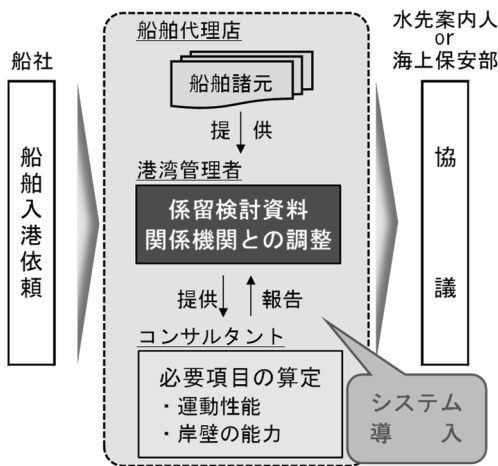 船社
船舶入港依頼
船舶代理店
船舶諸元
提 供
港湾管理者
係留検討資料
関係機関との調整
提供 報告
コンサルタント
必要項目の算定
・運動性能
・岸壁の能力
システム
導 入
水先案内人
or
海上保安部
協 議